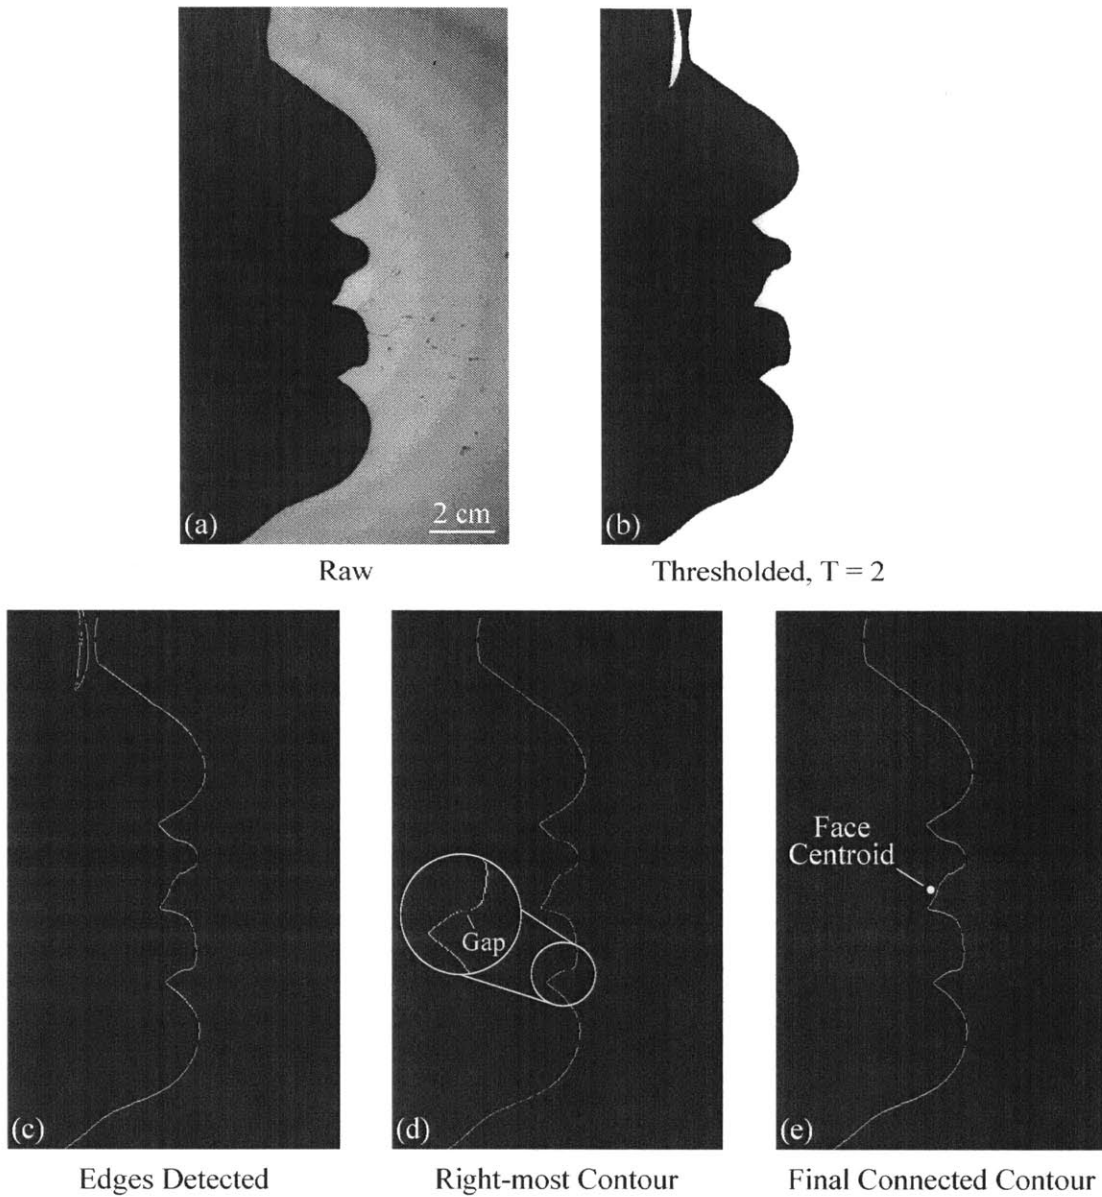 (a)
2 cm
(b)
Raw
Thresholded, T = 2
(c)
(d)
Gap
(e)
Face
Centroid
Edges Detected
Right-most Contour
Final Connected Contour